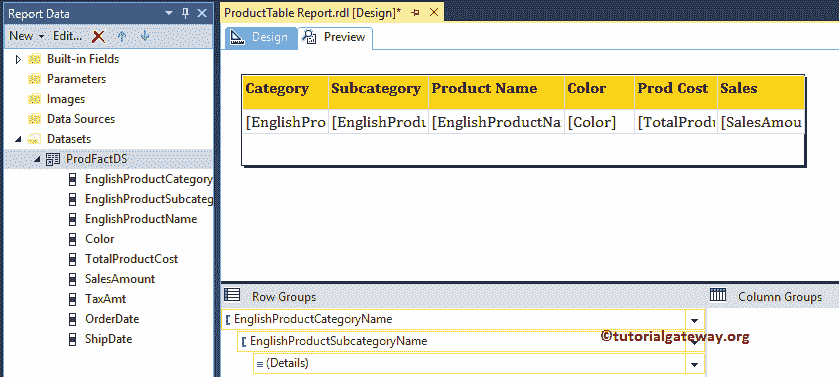 Report Data
New Edit...
Built-in Fields
Parameters
Images
Data Sources
Datasets
ProdFactDS
EnglishProductCategory
EnglishProductSubcateg
EnglishProductName
Color
TotalProductCost
SalesAmount
TaxAmt
OrderDate
ShipDate
ProductTable Report.rdl [Design]*
Design Preview
Category Subcategory Product Name Color Prod Cost Sales
[EnglishPro [EnglishProdu [EnglishProductNa [Color] [TotalProdu [SalesAmou
Row Groups Column Groups
EnglishProductCategoryName
EnglishProductSubcategoryName
(Details)
©tutorialgateway.org